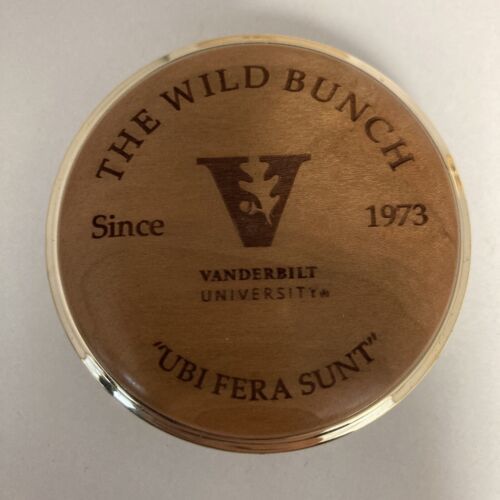 THE WILD BUNCH
Since 1973
V
VANDERBILT
UNIVERSITY®
"UBI FERA SUNT"